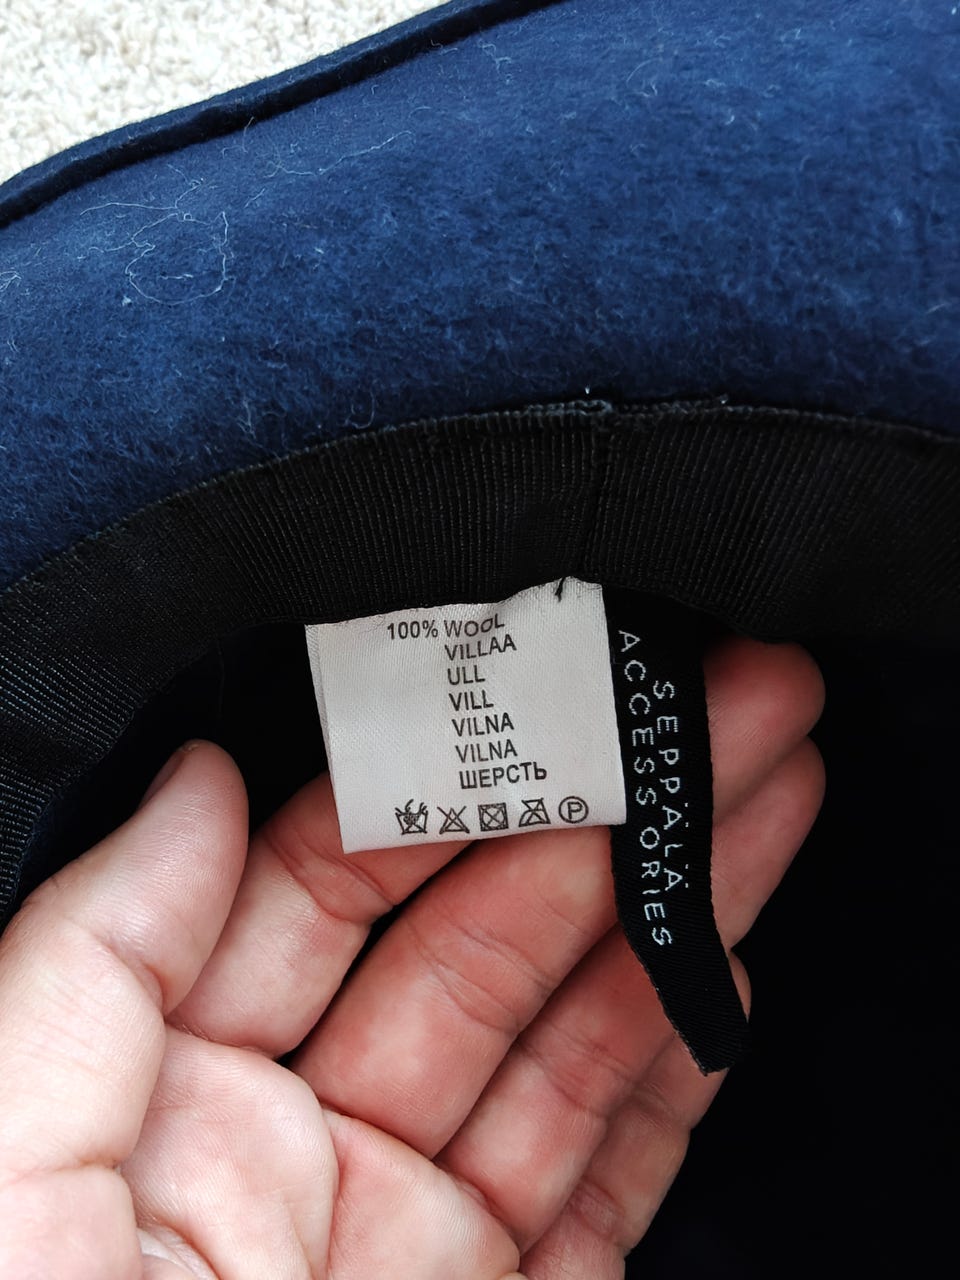 100% WOOL
VILLAA
ULL
VILL
VILNA
VILNA
ШЕРСТЬ
P
SEPPÄLÄ
ACCESSORIES